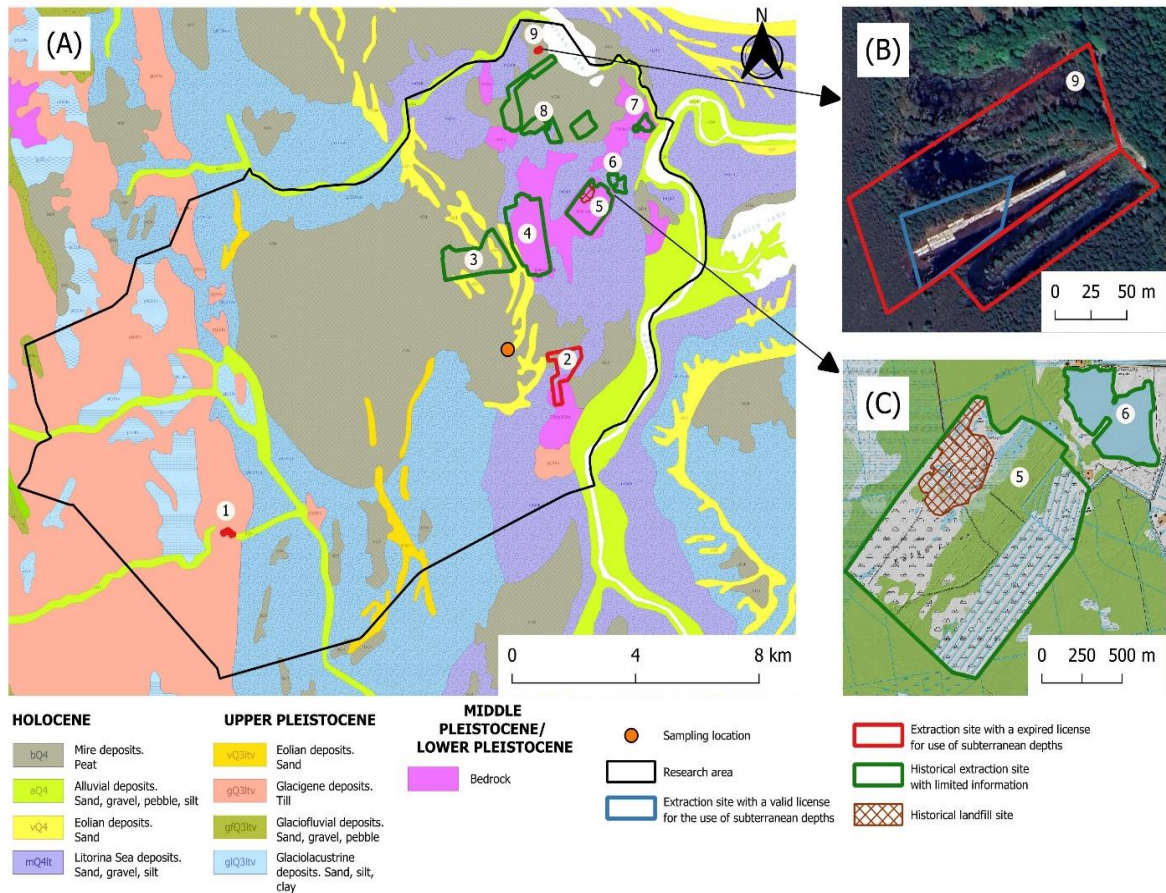 (A)
N
9
8
7
6
5
4
3
2
1
0 4 8 km
(B)
9
0 25 50 m
(C)
6
5
0 250 500 m
HOLOCENE
bQ4
Mire deposits.
Peat
aQ4
Alluvial deposits.
Sand, gravel, pebble, silt
vQ4
Eolian deposits.
Sand
mQ4lt
Litorina Sea deposits.
Sand, gravel, silt
UPPER PLEISTOCENE
vQ3ltv
Eolian deposits.
Sand
gQ3ltv
Glacigene deposits.
Till
gfQ3ltv
Glaciofluvial deposits.
Sand, gravel, pebble
glQ3ltv
Glaciolacustrine
deposits. Sand, silt,
clay
MIDDLE
PLEISTOCENE/
LOWER PLEISTOCENE
Bedrock
Sampling location
Research area
Extraction site with a valid license
for the use of subterranean depths
Extraction site with a expired license
for use of subterranean depths
Historical extraction site
with limited information
Historical landfill site